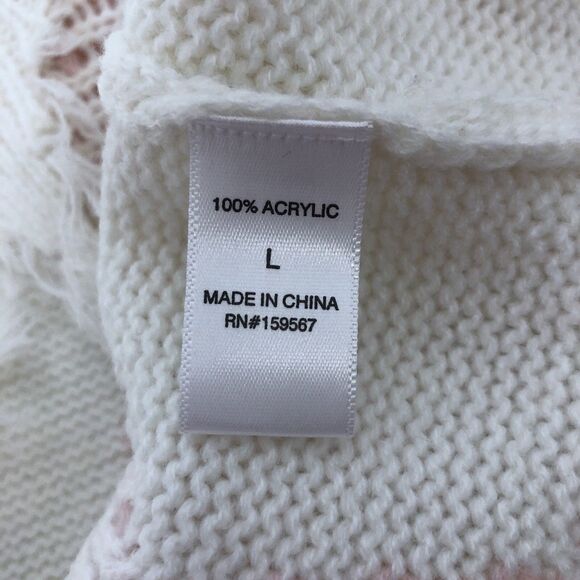 100% ACRYLIC
L
MADE IN CHINA
RN#159567